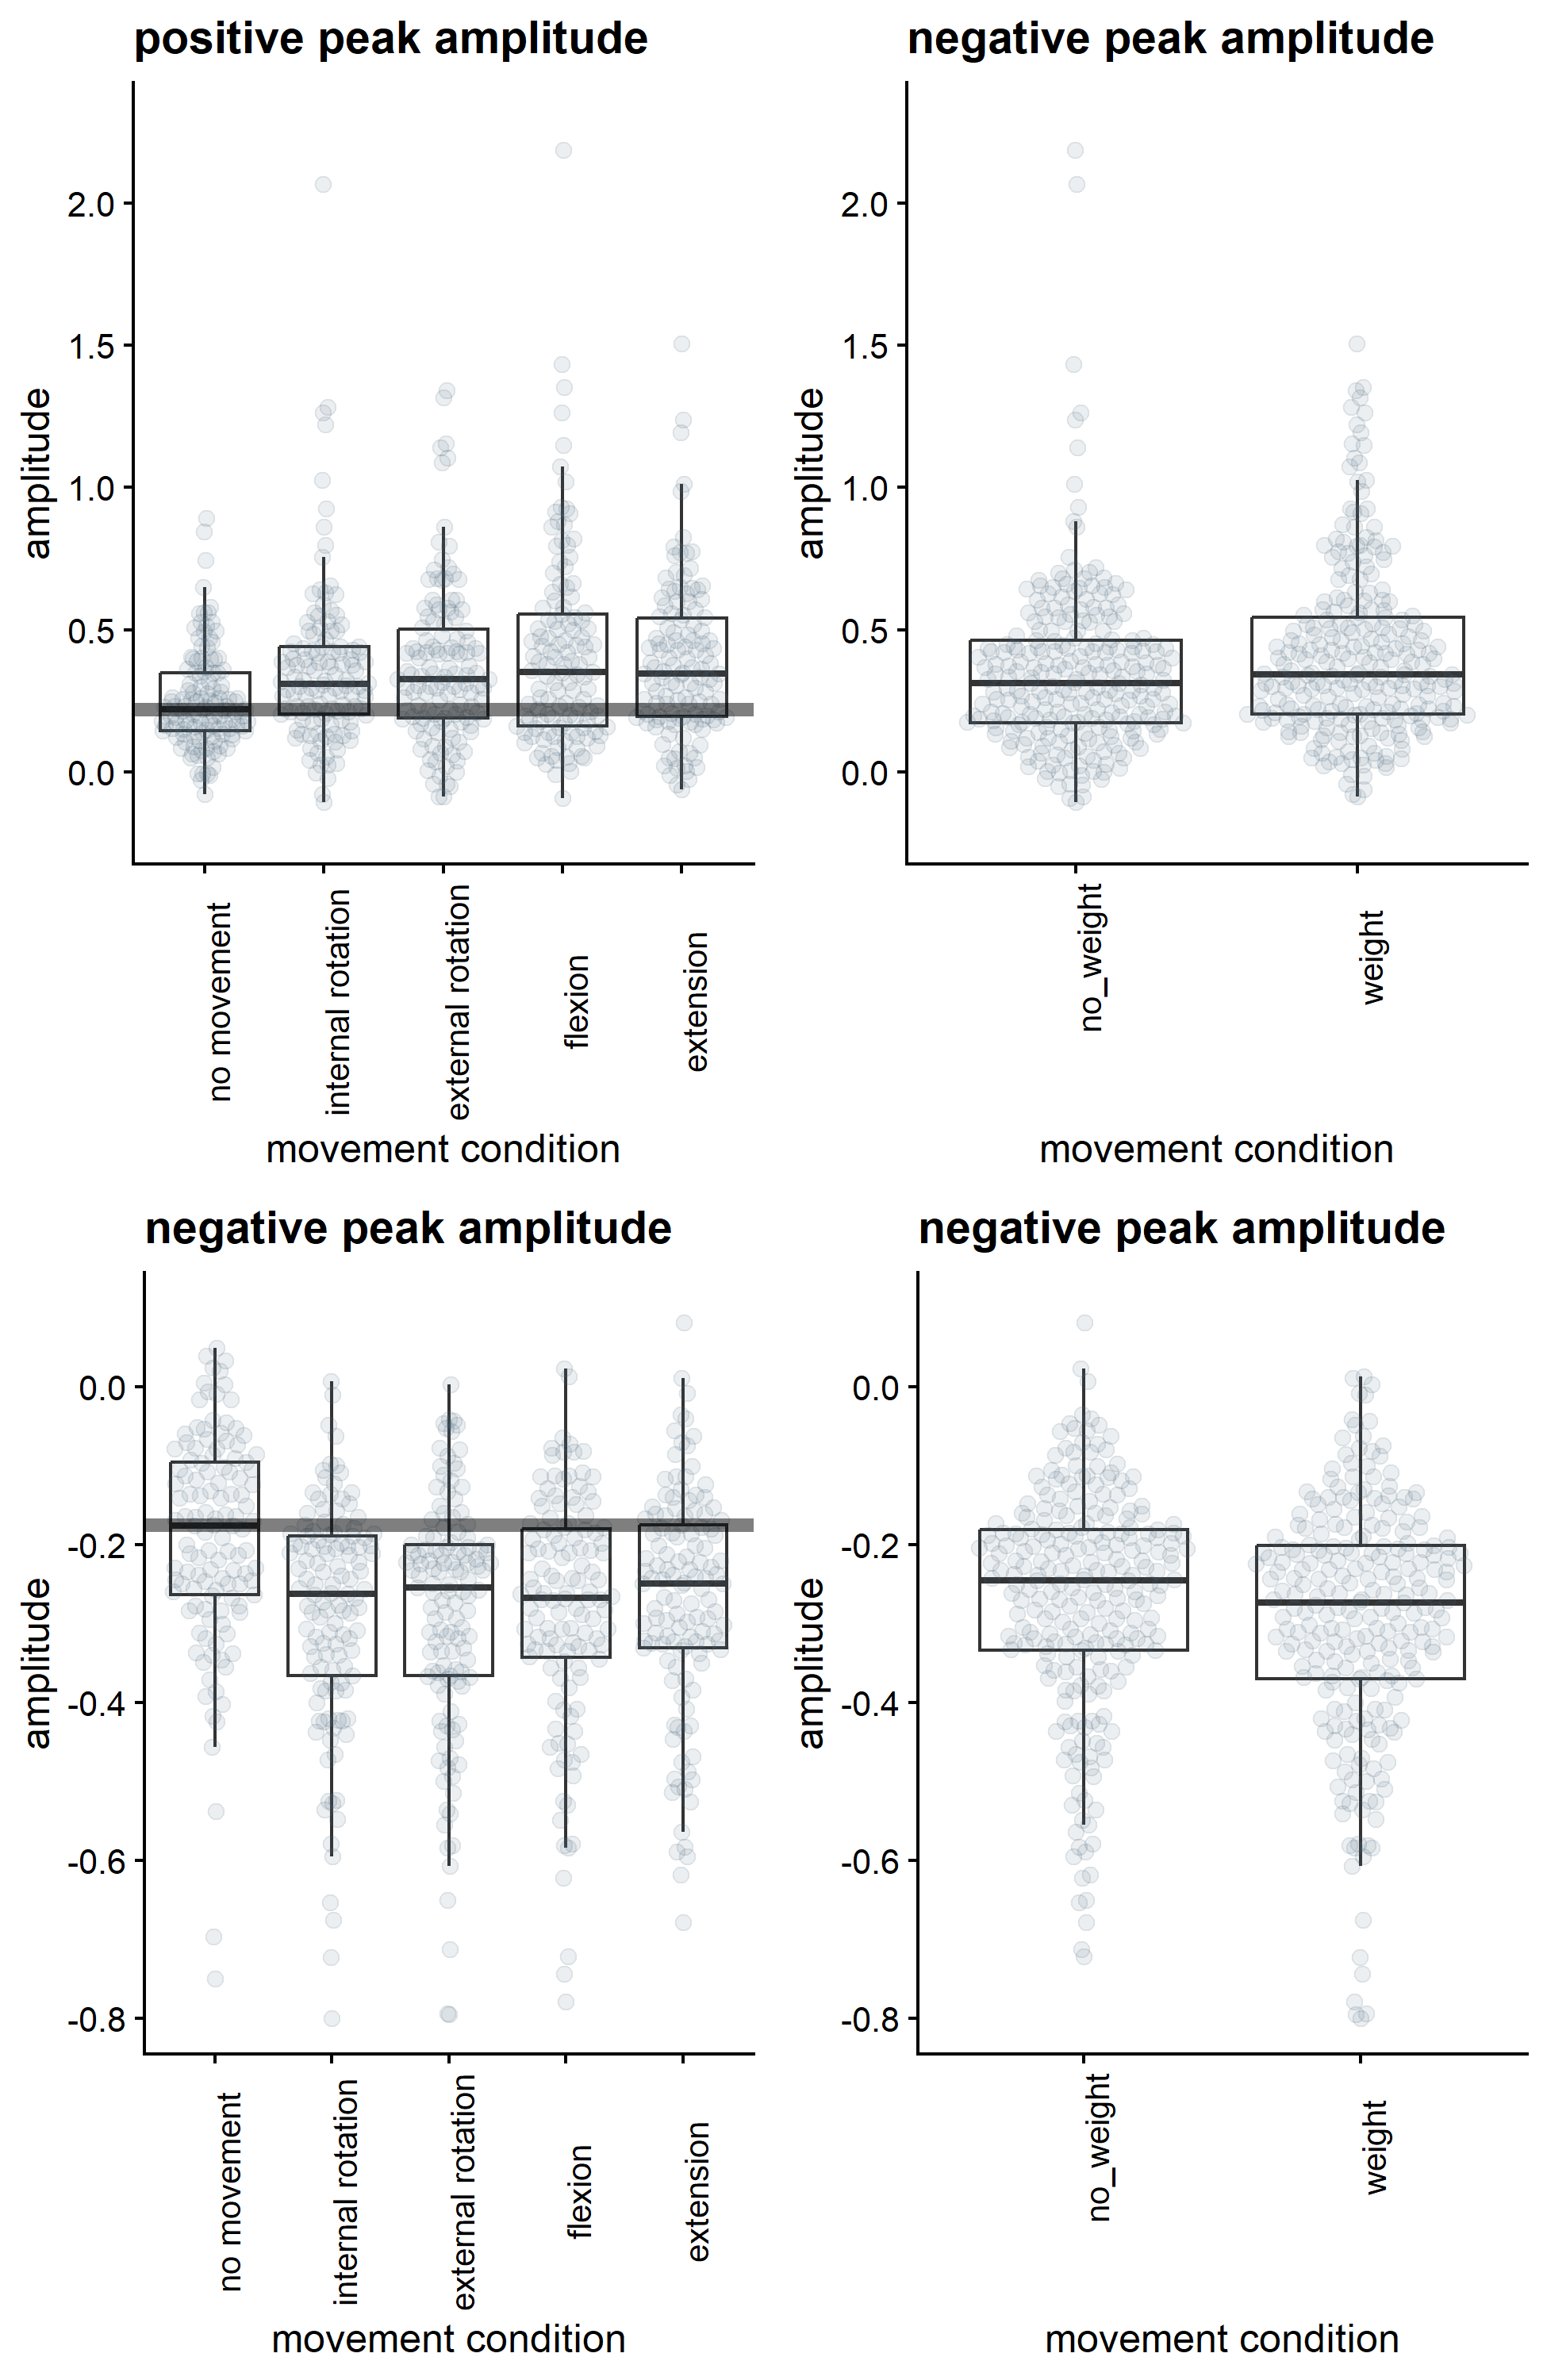 positive peak amplitude
amplitude
2.0
1.5
1.0
0.5
0.0
no movement
internal rotation
external rotation
flexion
extension
movement condition
negative peak amplitude
amplitude
2.0
1.5
1.0
0.5
0.0
no_weight
weight
movement condition
negative peak amplitude
amplitude
0.0
-0.2
-0.4
-0.6
-0.8
no movement
internal rotation
external rotation
flexion
extension
movement condition
negative peak amplitude
amplitude
0.0
-0.2
-0.4
-0.6
-0.8
no_weight
weight
movement condition